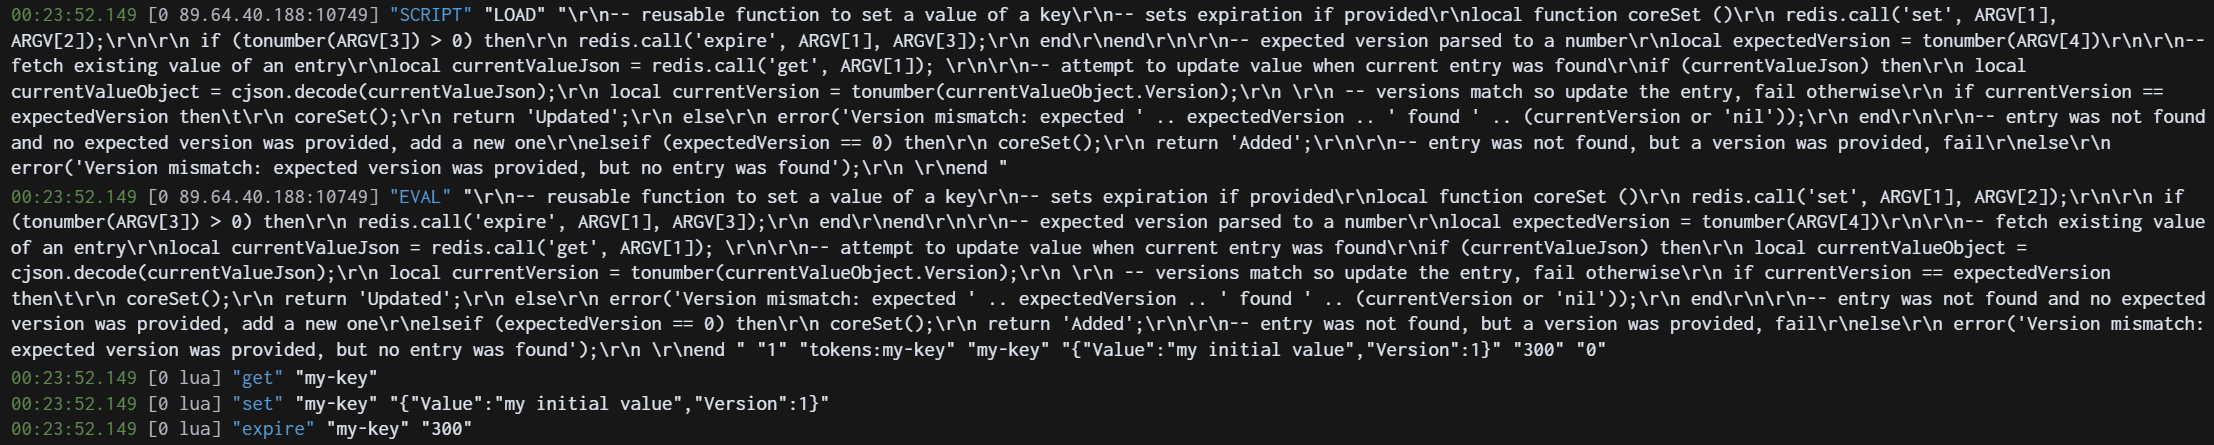 00:23:52.149 [0 89.64.40.188:10749] "SCRIPT" "LOAD" "\r\n-- reusable function to set a value of a key\r\n-- sets expiration if provided\r\nlocal function coreSet ()\r\n redis.call('set', ARGV[1],
ARGV[2]);\r\n\r\n if (tonumber(ARGV[3]) > 0) then\r\n redis.call('expire', ARGV[1], ARGV[3]);\r\n end\r\nend\r\n\r\n-- expected version parsed to a number\r\nlocal expectedVersion = tonumber(ARGV[4])\r\n\r\n--
fetch existing value of an entry\r\nlocal currentValueJson = redis.call('get', ARGV[1]); \r\n\r\n-- attempt to update value when current entry was found\r\nif (currentValueJson) then\r\n local
currentValueObject = cjson.decode(currentValueJson);\r\n local currentVersion = tonumber(currentValueObject.Version);\r\n \r\n -- versions match so update the entry, fail otherwise\r\n if currentVersion ==
expectedVersion then\t\r\n coreSet();\r\n return 'Updated';\r\n else\r\n error('Version mismatch: expected ' .. expectedVersion .. ' found ' .. (currentVersion or 'nil'));\r\n end\r\n\r\n-- entry was not found
and no expected version was provided, add a new one\r\nelseif (expectedVersion == 0) then\r\n coreSet();\r\n return 'Added';\r\n\r\n-- entry was not found, but a version was provided, fail\r\nelse\r\n
error('Version mismatch: expected version was provided, but no entry was found');\r\n \r\nend "
00:23:52.149 [0 89.64.40.188:10749] "EVAL" "\r\n-- reusable function to set a value of a key\r\n-- sets expiration if provided\r\nlocal function coreSet ()\r\n redis.call('set', ARGV[1], ARGV[2]);\r\n\r\n if
(tonumber(ARGV[3]) > 0) then\r\n redis.call('expire', ARGV[1], ARGV[3]);\r\n end\r\nend\r\n\r\n-- expected version parsed to a number\r\nlocal expectedVersion = tonumber(ARGV[4])\r\n\r\n-- fetch existing value
of an entry\r\nlocal currentValueJson = redis.call('get', ARGV[1]); \r\n\r\n-- attempt to update value when current entry was found\r\nif (currentValueJson) then\r\n local currentValueObject =
cjson.decode(currentValueJson);\r\n local currentVersion = tonumber(currentValueObject.Version);\r\n \r\n -- versions match so update the entry, fail otherwise\r\n if currentVersion == expectedVersion
then\t\r\n coreSet();\r\n return 'Updated';\r\n else\r\n error('Version mismatch: expected ' .. expectedVersion .. ' found ' .. (currentVersion or 'nil'));\r\n end\r\n\r\n-- entry was not found and no expected
version was provided, add a new one\r\nelseif (expectedVersion == 0) then\r\n coreSet();\r\n return 'Added';\r\n\r\n-- entry was not found, but a version was provided, fail\r\nelse\r\n error('Version mismatch:
expected version was provided, but no entry was found');\r\n \r\nend " "1" "tokens:my-key" "my-key" "{"Value":"my initial value","Version":1}" "300" "0"
00:23:52.149 [0 lua] "get" "my-key"
00:23:52.149 [0 lua] "set" "my-key" "{"Value":"my initial value","Version":1}"
00:23:52.149 [0 lua] "expire" "my-key" "300"